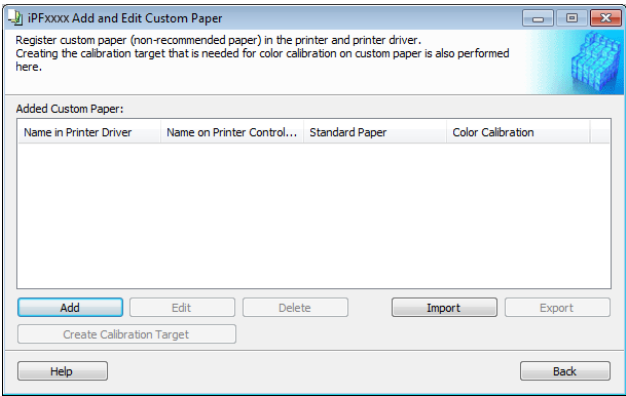 iPFxxxx Add and Edit Custom Paper
Register custom paper (non-recommended paper) in the printer and printer driver.
Creating the calibration target that is needed for color calibration on custom paper is also performed
here.
Added Custom Paper:
Name in Printer Driver Name on Printer Control... Standard Paper Color Calibration
Add Edit Delete Import Export
Create Calibration Target
Help Back